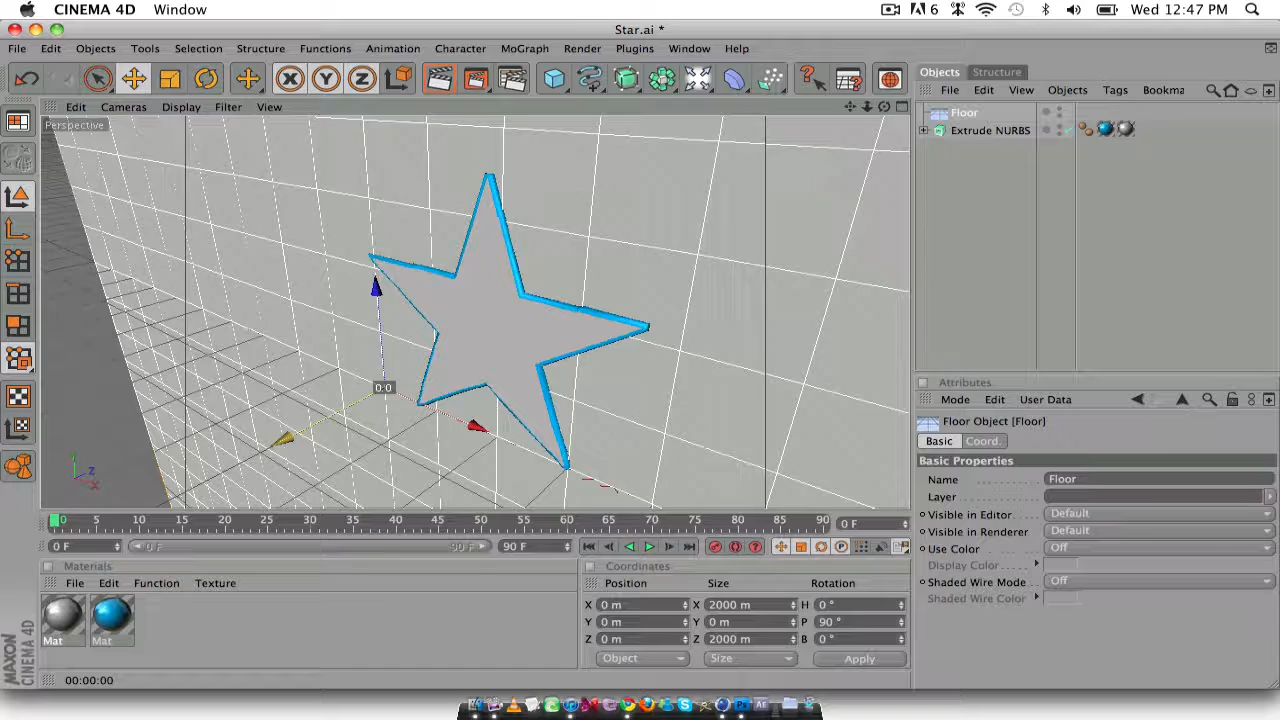 CINEMA 4D Window
6 Wed 12:47 PM
Star.ai *
File Edit Objects Tools Selection Structure Functions Animation Character MoGraph Render Plugins Window Help
X Y Z
Objects Structure
File Edit View Objects Tags Bookma
Edit Cameras Display Filter View
Perspective
Floor
Extrude NURBS
0:0
Y
Z
X
Attributes
Mode Edit User Data
Floor Object [Floor]
Basic Coord.
Basic Properties
Name Floor
Layer
Visible in Editor Default
Visible in Renderer Default
Use Color Off
Display Color
Shaded Wire Mode Off
Shaded Wire Color
0 5 10 15 20 25 30 35 40 45 50 55 60 65 70 75 80 85 90 0 F
0 F 0 F 90 F 90 F P
Materials
File Edit Function Texture
Mat Mat
Coordinates
Position Size Rotation
X 0 m X 2000 m H 0 °
Y 0 m Y 0 m P 90 °
Z 0 m Z 2000 m B 0 °
Object Size Apply
MAXON
CINEMA 4D
00:00:00
Ps
Ae